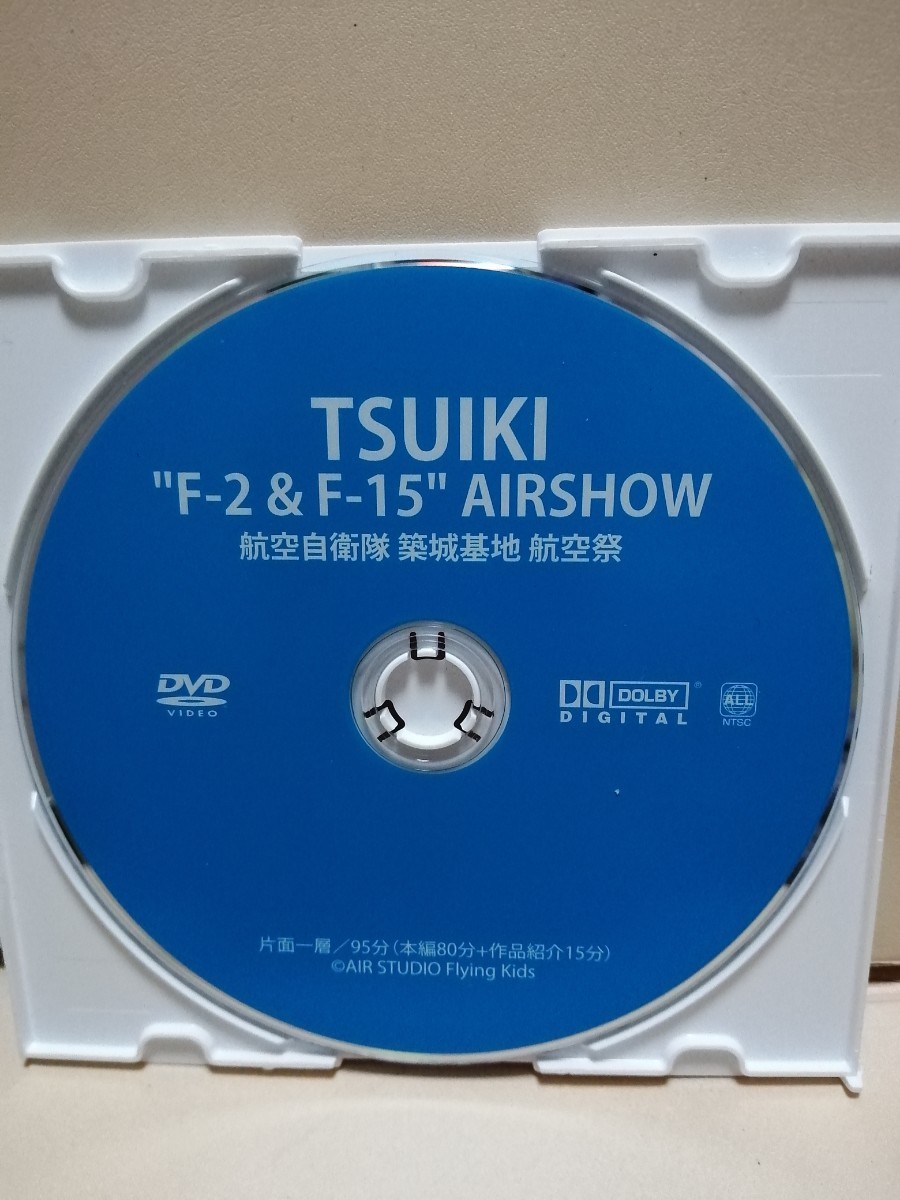 TSUIKI
"F-2 & F-15" AIRSHOW
航空自衛隊 築城基地 航空祭
DVD
VIDEO
DOLBY®
DIGITAL
ALL
NTSC
片面一層／95分（本編80分+作品紹介15分）
©AIR STUDIO Flying Kids